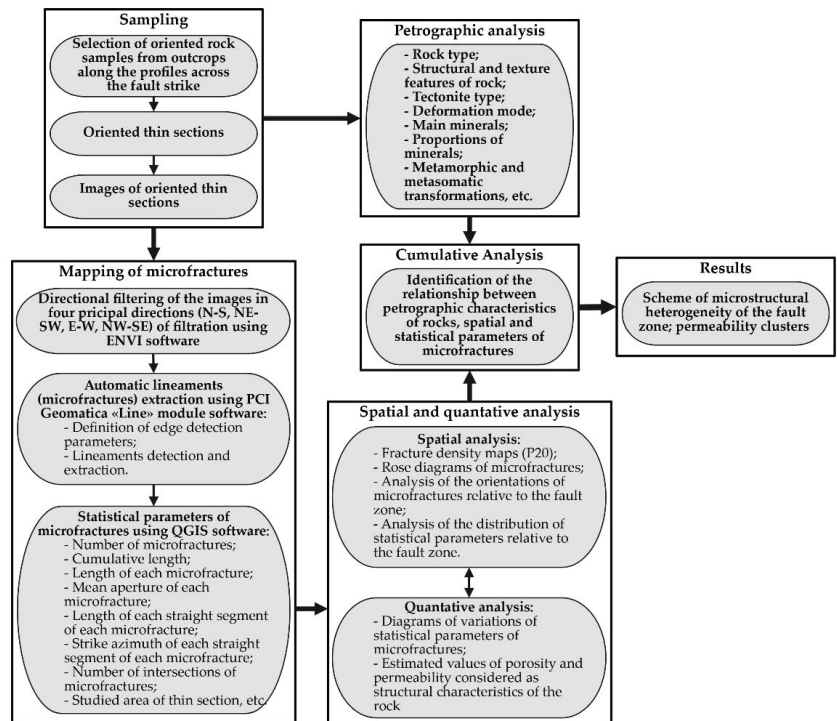 Sampling
Selection of oriented rock
samples from outcrops
along the profiles across
the fault strike
Oriented thin sections
Images of oriented thin
sections
Petrographic analysis
- Rock type;
- Structural and texture
features of rock;
- Tectonite type;
- Deformation mode;
- Main minerals;
- Proportions of
minerals;
- Metamorphic and
metasomatic
transformations, etc.
Mapping of microfractures
Directional filtering of the images in
four pricipal directions (N-S, NE-
SW, E-W, NW-SE) of filtration using
ENVI software
Automatic lineaments
(microfractures) extraction using PCI
Geomatica «Line» module software:
- Definition of edge detection
parameters;
- Lineaments detection and
extraction.
Statistical parameters of
microfractures using QGIS software:
- Number of microfractures;
- Cumulative length;
- Length of each microfracture;
- Mean aperture of each
microfracture;
- Length of each straight segment
of each microfracture;
- Strike azimuth of each straight
segment of each microfracture;
- Number of intersections of
microfractures;
- Studied area of thin section, etc.
Cumulative Analysis
Identification of the
relationship between
petrographic characteristics
of rocks, spatial and
statistical parameters of
microfractures
Results
Scheme of microstructural
heterogeneity of the fault
zone; permeability clusters
Spatial and quantative analysis
Spatial analysis:
- Fracture density maps (P20);
- Rose diagrams of microfractures;
- Analysis of the orientations of
microfractures relative to the fault
zone;
- Analysis of the distribution of
statistical parameters relative to
the fault zone.
Quantative analysis:
- Diagrams of variations of
statistical parameters of
microfractures;
- Estimated values of porosity and
permeability considered as
structural characteristics of the
rock